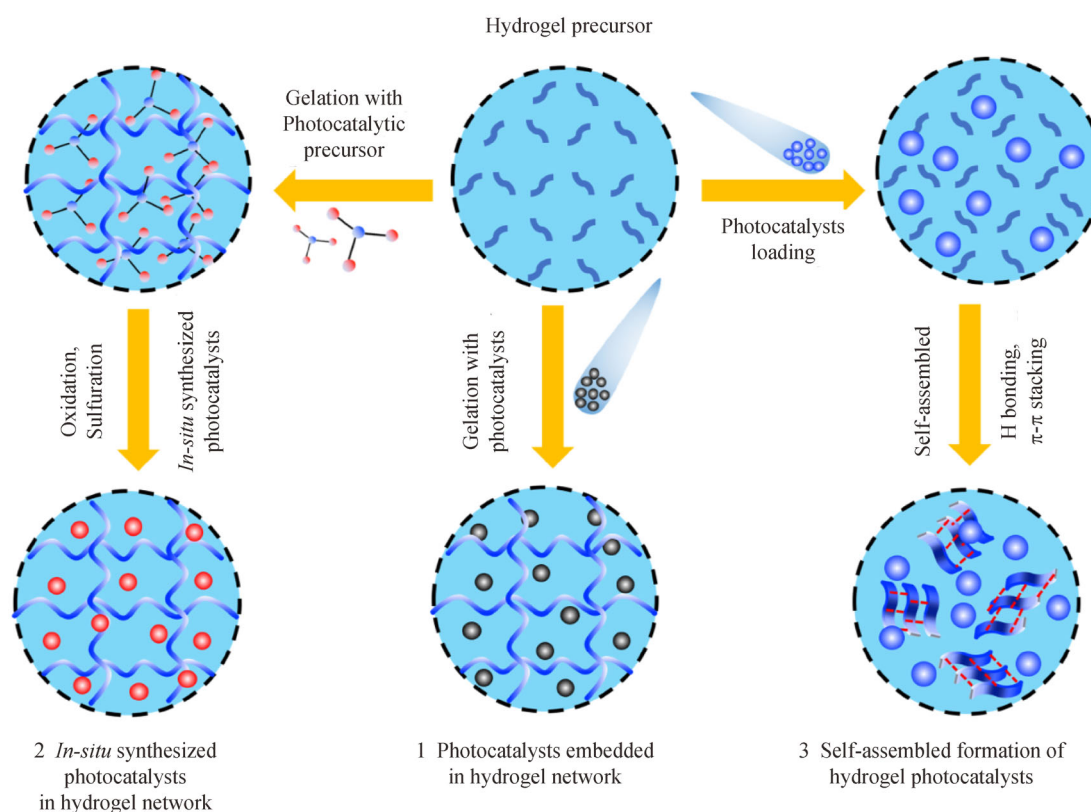 Hydrogel precursor
Gelation with
Photocatalytic
precursor
Photocatalysts
loading
Oxidation,
Sulfuration
In-situ synthesized
photocatalysts
Gelation with
photocatalysts
Self-assembled
H bonding,
π-π stacking
2 In-situ synthesized
photocatalysts
in hydrogel network
1 Photocatalysts embedded
in hydrogel network
3 Self-assembled formation of
hydrogel photocatalysts